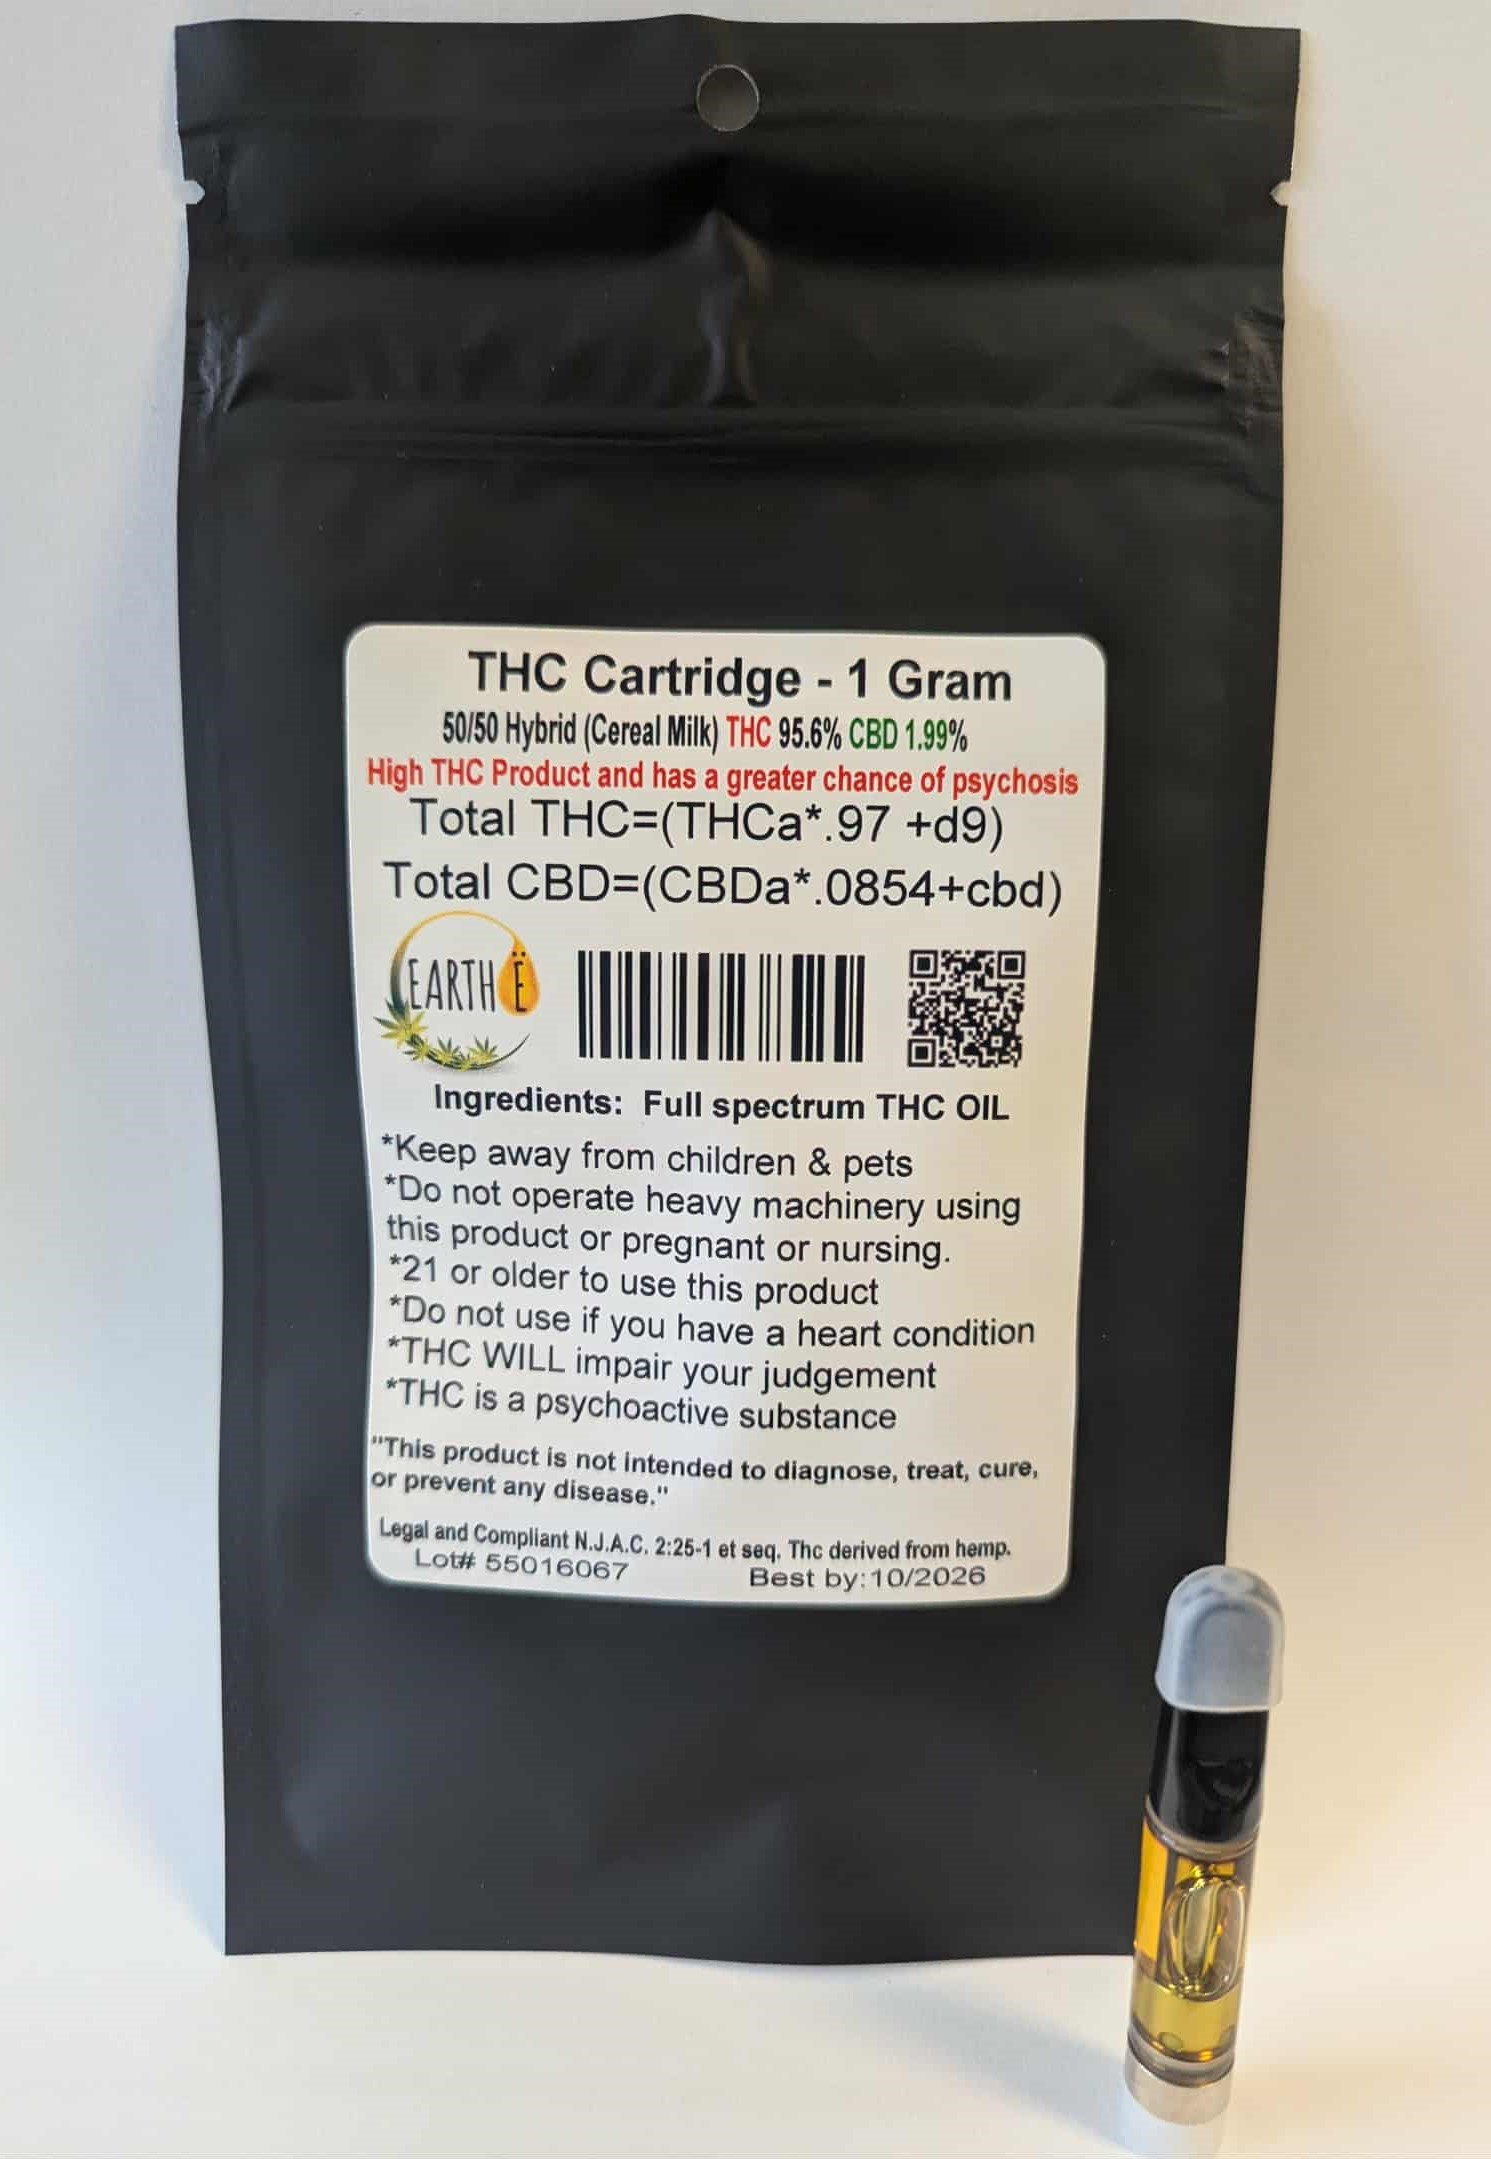 THC Cartridge - 1 Gram
50/50 Hybrid (Cereal Milk) THC 95.6% CBD 1.99%
High THC Product and has a greater chance of psychosis
Total THC=(THCa*.97 +d9)
Total CBD=(CBDa*.0854+cbd)
EARTH Ë
Ingredients: Full spectrum THC OIL
*Keep away from children & pets
*Do not operate heavy machinery using
this product or pregnant or nursing.
*21 or older to use this product
*Do not use if you have a heart condition
*THC WILL impair your judgement
*THC is a psychoactive substance
"This product is not intended to diagnose, treat, cure,
or prevent any disease."
Legal and Compliant N.J.A.C. 2:25-1 et seq. Thc derived from hemp.
Lot# 55016067 Best by:10/2026